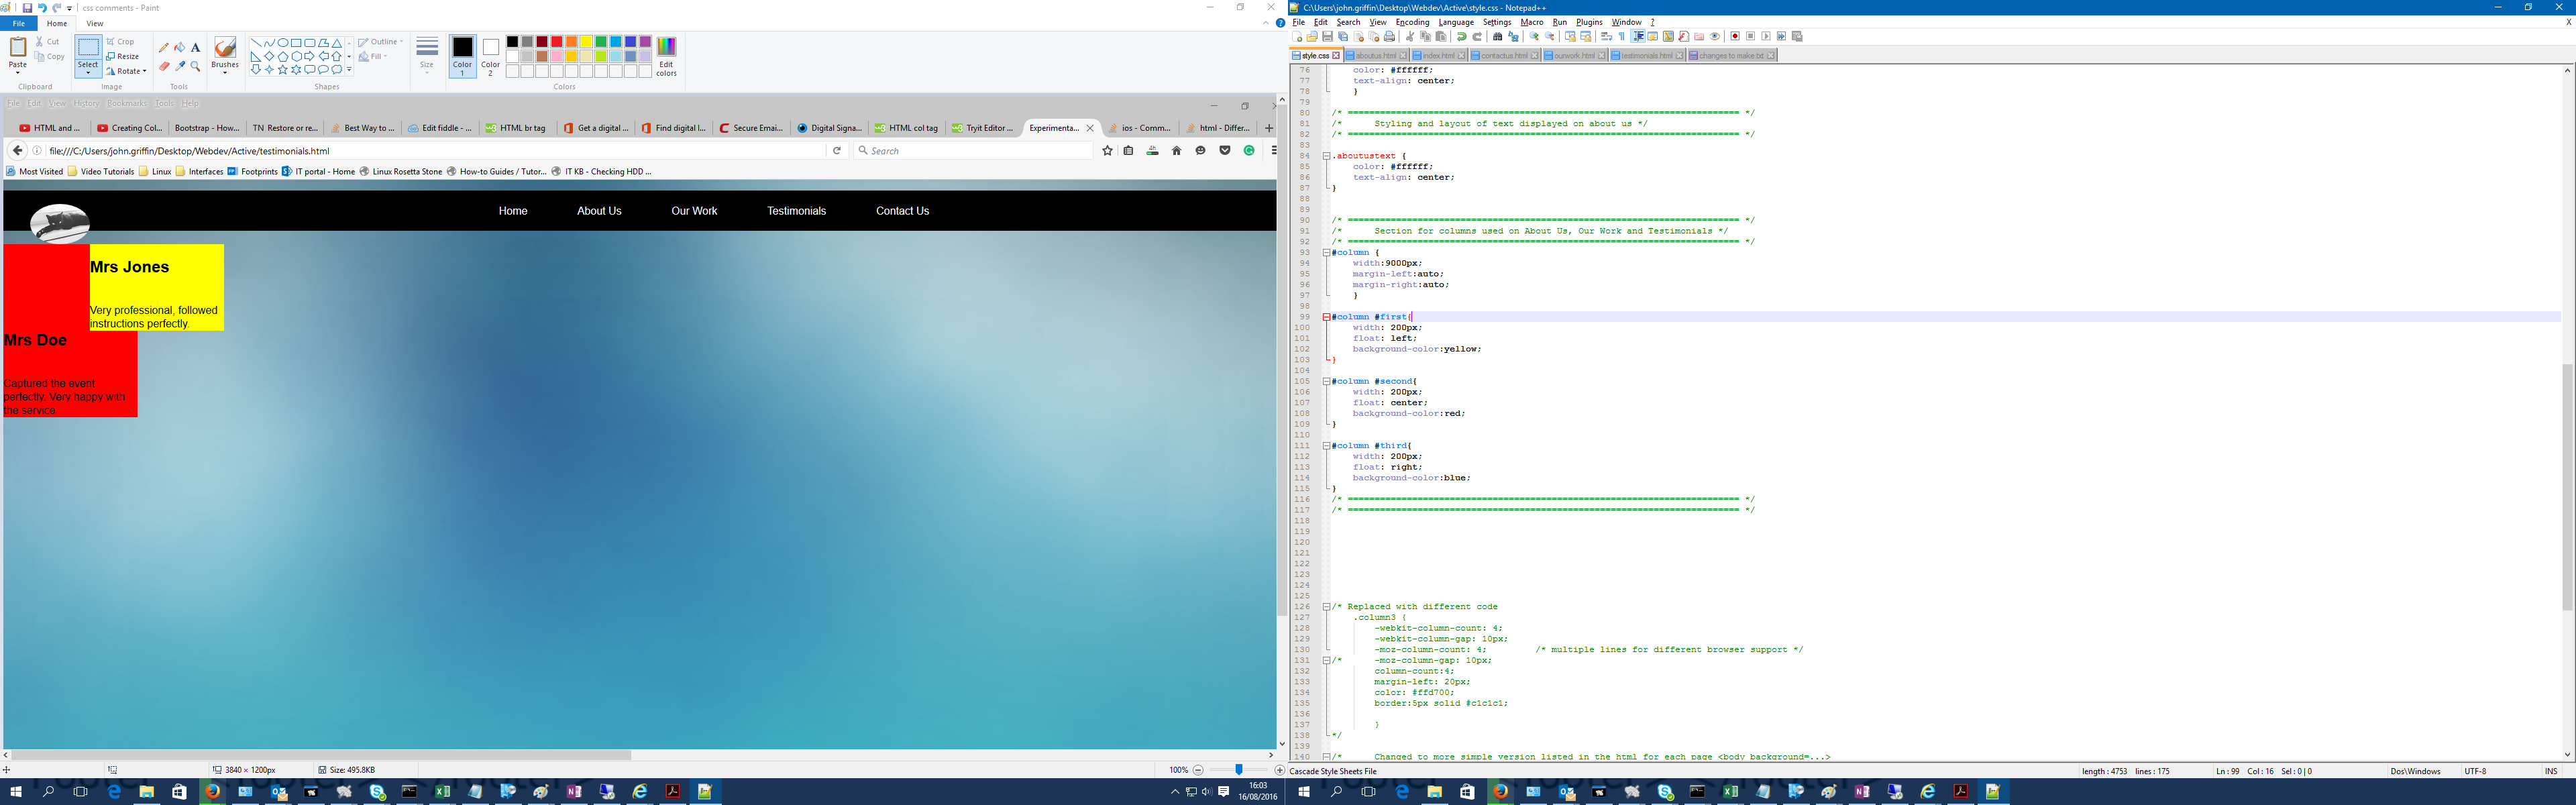 css comments - Paint
File Home View
Paste Cut Copy
Select Crop Resize Rotate
Brushes
Outline Fill
Size
Color 1 Color 2
Edit colors
Clipboard Image Tools Shapes Colors
File Edit View History Bookmarks Tools Help
HTML and ... Creating Col... Bootstrap - How... TN Restore or re... Best Way to ... Edit fiddle - ... HTML br tag Get a digital ... Find digital I... Secure Emai... Digital Signa... HTML col tag Tryit Editor ... Experimenta... ios - Comm... html - Differ...
file:///C:/Users/john.griffin/Desktop/Webdev/Active/testimonials.html
Search
Most Visited Video Tutorials Linux Interfaces Footprints IT portal - Home Linux Rosetta Stone How-to Guides / Tutor... IT KB - Checking HDD ...
Home About Us Our Work Testimonials Contact Us
Mrs Jones
Very professional, followed
instructions perfectly.
Mrs Doe
Captured the event
perfectly. Very happy with
the service
3840 × 1200px Size: 495.8KB 100%
16:03
16/08/2016
C:\Users\john.griffin\Desktop\Webdev\Active\style.css - Notepad++
File Edit Search View Encoding Language Settings Macro Run Plugins Window ? X
style.css aboutus.html index.html contactus.html ourwork.html testimonials.html changes to make.txt
76 color: #ffffff;
77 text-align: center;
78 }
79
80 /* ========================================================================= */
81 /* Styling and layout of text displayed on about us */
82 /* ========================================================================= */
83
84 .aboutustext {
85 color: #ffffff;
86 text-align: center;
87 }
88
89
90 /* ========================================================================= */
91 /* Section for columns used on About Us, Our Work and Testimonials */
92 /* ========================================================================= */
93 #column {
94 width:9000px;
95 margin-left:auto;
96 margin-right:auto;
97 }
98
99 #column #first{
100 width: 200px;
101 float: left;
102 background-color:yellow;
103 }
104
105 #column #second{
106 width: 200px;
107 float: center;
108 background-color:red;
109 }
110
111 #column #third{
112 width: 200px;
113 float: right;
114 background-color:blue;
115 }
116 /* ========================================================================= */
117 /* ========================================================================= */
118
119
120
121
122
123
124
125
126 /* Replaced with different code
127 .column3 {
128 -webkit-column-count: 4;
129 -webkit-column-gap: 10px;
130 -moz-column-count: 4; /* multiple lines for different browser support */
131 /* -moz-column-gap: 10px;
132 column-count:4;
133 margin-left: 20px;
134 color: #ffd700;
135 border:5px solid #c1c1c1;
136
137 }
138 */
139
140 /* Changed to more simple version listed in the html for each page <body background=...>
Cascade Style Sheets File length : 4753 lines : 175 Ln : 99 Col : 16 Sel : 0 | 0 Dos\Windows UTF-8 INS